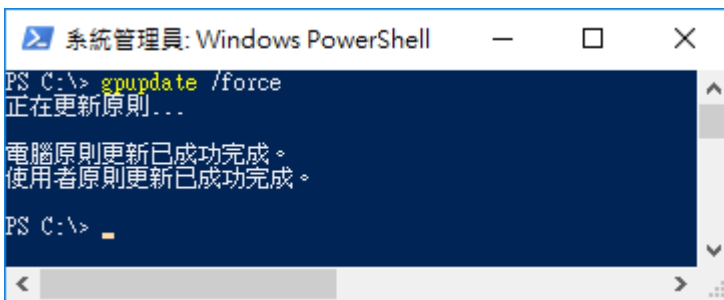 系統管理員: Windows PowerShell
PS C:\> gpupdate /force
正在更新原則...
電腦原則更新已成功完成。
使用者原則更新已成功完成。
PS C:\>